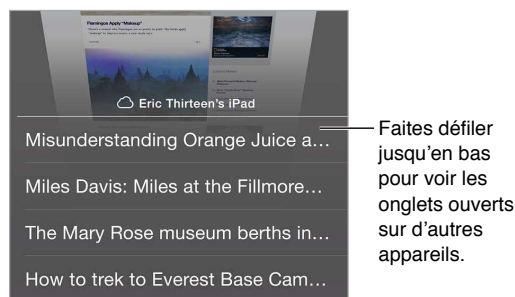 Flamingos Apply "Makeup"
Eric Thirteen's iPad
Misunderstanding Orange Juice a...
Miles Davis: Miles at the Fillmore...
The Mary Rose museum berths in...
How to trek to Everest Base Cam...
Faites défiler
jusqu'en bas
pour voir les
onglets ouverts
sur d'autres
appareils.